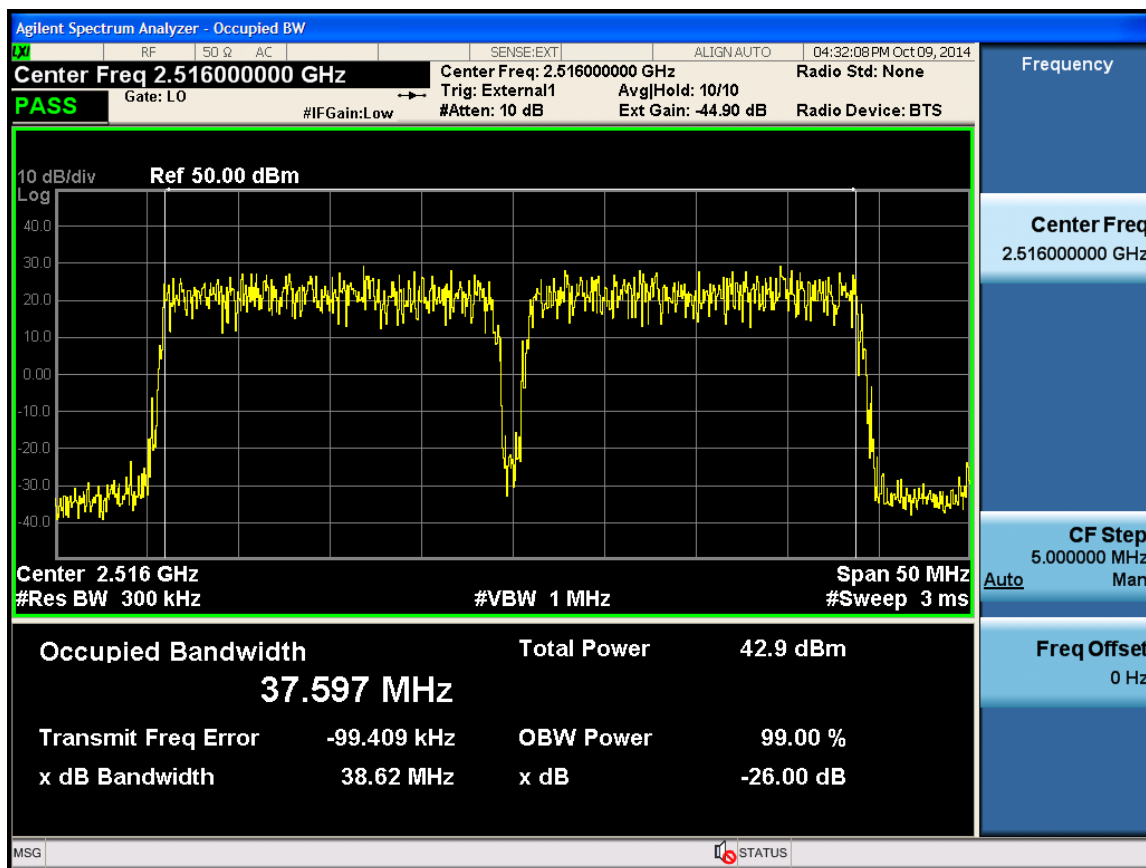 Agilent Spectrum Analyzer - Occupied BW
LXI RF 50 Ω AC SENSE:EXT ALIGN AUTO 04:32:08 PM Oct 09, 2014
Center Freq 2.516000000 GHz
Center Freq: 2.516000000 GHz Radio Std: None
PASS Gate: LO Trig: External1 Avg|Hold: 10/10
#IFGain:Low #Atten: 10 dB Ext Gain: -44.90 dB Radio Device: BTS
10 dB/div Ref 50.00 dBm
Log
40.0
30.0
20.0
10.0
0.00
-10.0
-20.0
-30.0
-40.0
Center 2.516 GHz Span 50 MHz
#Res BW 300 kHz #VBW 1 MHz #Sweep 3 ms
Occupied Bandwidth Total Power 42.9 dBm
37.597 MHz
Transmit Freq Error -99.409 kHz OBW Power 99.00 %
x dB Bandwidth 38.62 MHz x dB -26.00 dB
MSG STATUS
Frequency
Center Freq
2.516000000 GHz
CF Step
5.000000 MHz
Auto Man
Freq Offset
0 Hz